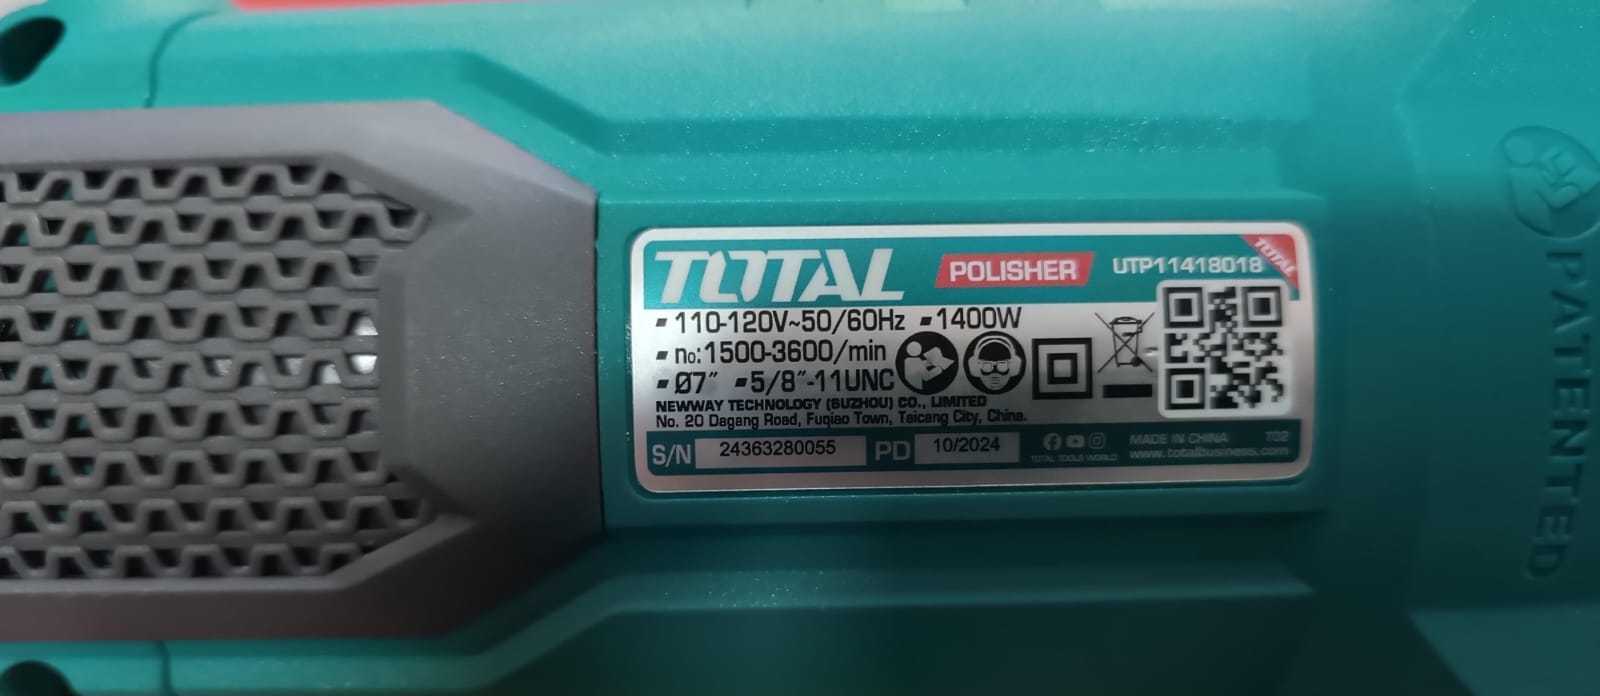 TOTAL POLISHER UTP11418018 TOTAL
▪110-120V~50/60Hz ▪1400W
▪n₀:1500-3600/min
▪Ø7″ ▪5/8″-11UNC
NEWWAY TECHNOLOGY (SUZHOU) CO., LIMITED
No. 20 Dagang Road, Fuqiao Town, Taicang City, China.
S/N 24363280055 PD 10/2024
TOTAL TOOLS WORLD
MADE IN CHINA T02
www.totalbusiness.com
PATENTED